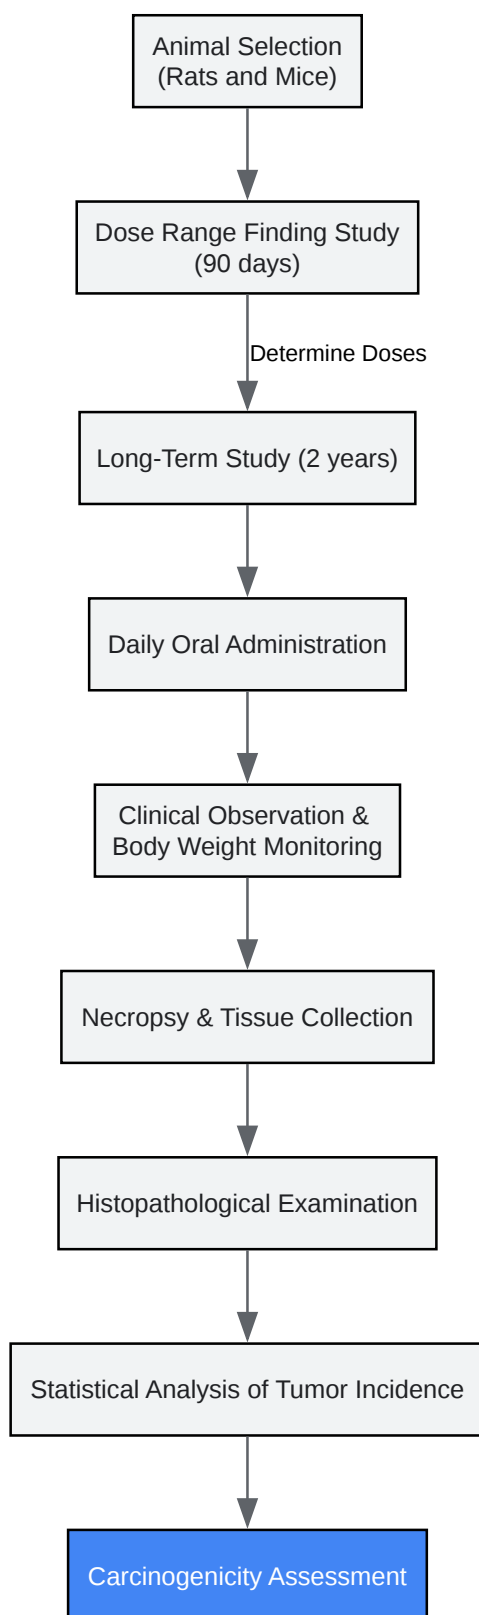 Animal Selection
(Rats and Mice)
Dose Range Finding Study
(90 days)
Determine Doses
Long-Term Study (2 years)
Daily Oral Administration
Clinical Observation &
Body Weight Monitoring
Necropsy & Tissue Collection
Histopathological Examination
Statistical Analysis of Tumor Incidence
Carcinogenicity Assessment